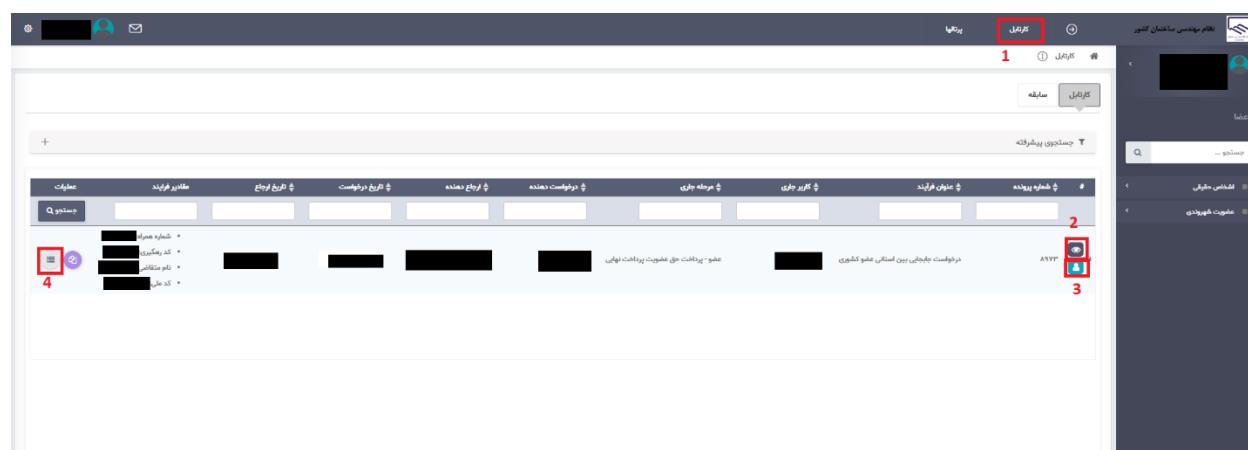 نظام مهندسی ساختمان کشور
کارتابل
پرتالها
1
کارتابل
کارتابل
سابقه
اعضا
جستجوی پیشرفته
جستجو ...
اشخاص حقیقی
عضویت شهروندی
#
شماره پرونده
عنوان فرآیند
کاربر جاری
مرحله جاری
درخواست دهنده
ارجاع دهنده
تاریخ درخواست
تاریخ ارجاع
مقادیر فرایند
عملیات
جستجو
2
۸۹۷۳
درخواست جابجایی بین استانی عضو کشوری
عضو - پرداخت حق عضویت پرداخت نهایی
شماره همراه
کد رهگیری
نام متقاضی
کد ملی
3
4